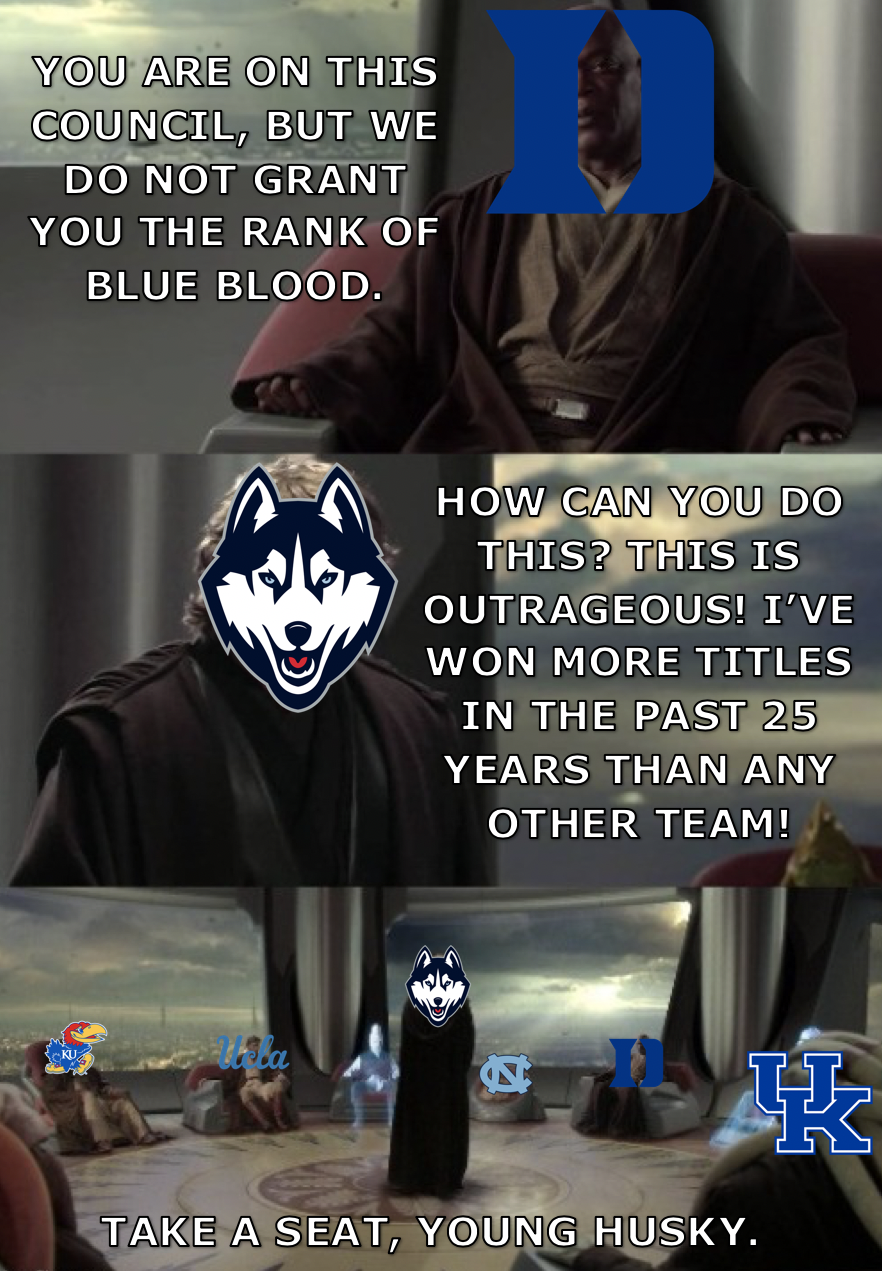 YOU ARE ON THIS
COUNCIL, BUT WE
DO NOT GRANT
YOU THE RANK OF
BLUE BLOOD.
D
HOW CAN YOU DO
THIS? THIS IS
OUTRAGEOUS! I’VE
WON MORE TITLES
IN THE PAST 25
YEARS THAN ANY
OTHER TEAM!
KU
Ucla
NC
D
UK
TAKE A SEAT, YOUNG HUSKY.